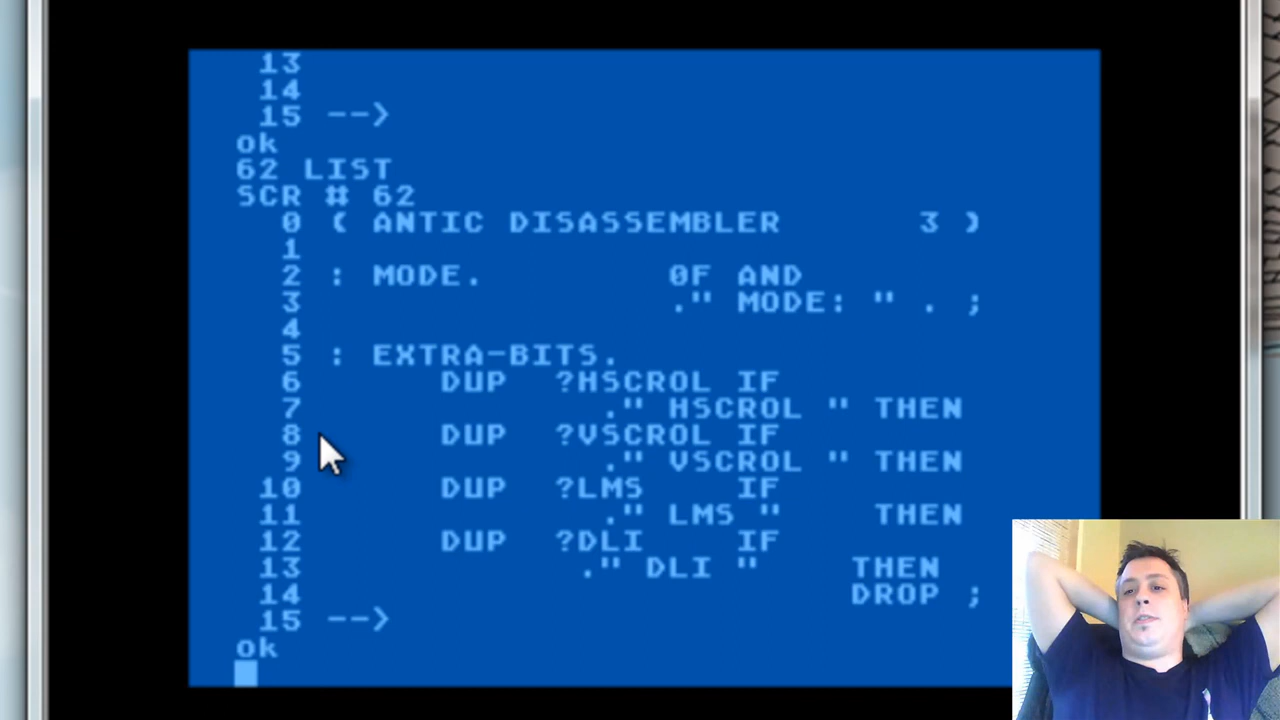 13
14
15 -->
ok
62 LIST
SCR # 62
0 ( ANTIC DISASSEMBLER 3 )
1
2 : MODE. 0F AND
3 ." MODE: " . ;
4
5 : EXTRA-BITS.
6 DUP ?HSCROL IF
7 ." HSCROL " THEN
8 DUP ?VSCROL IF
9 ." VSCROL " THEN
10 DUP ?LMS IF
11 ." LMS " THEN
12 DUP ?DLI IF
13 ." DLI " THEN
14 DROP ;
15 -->
ok